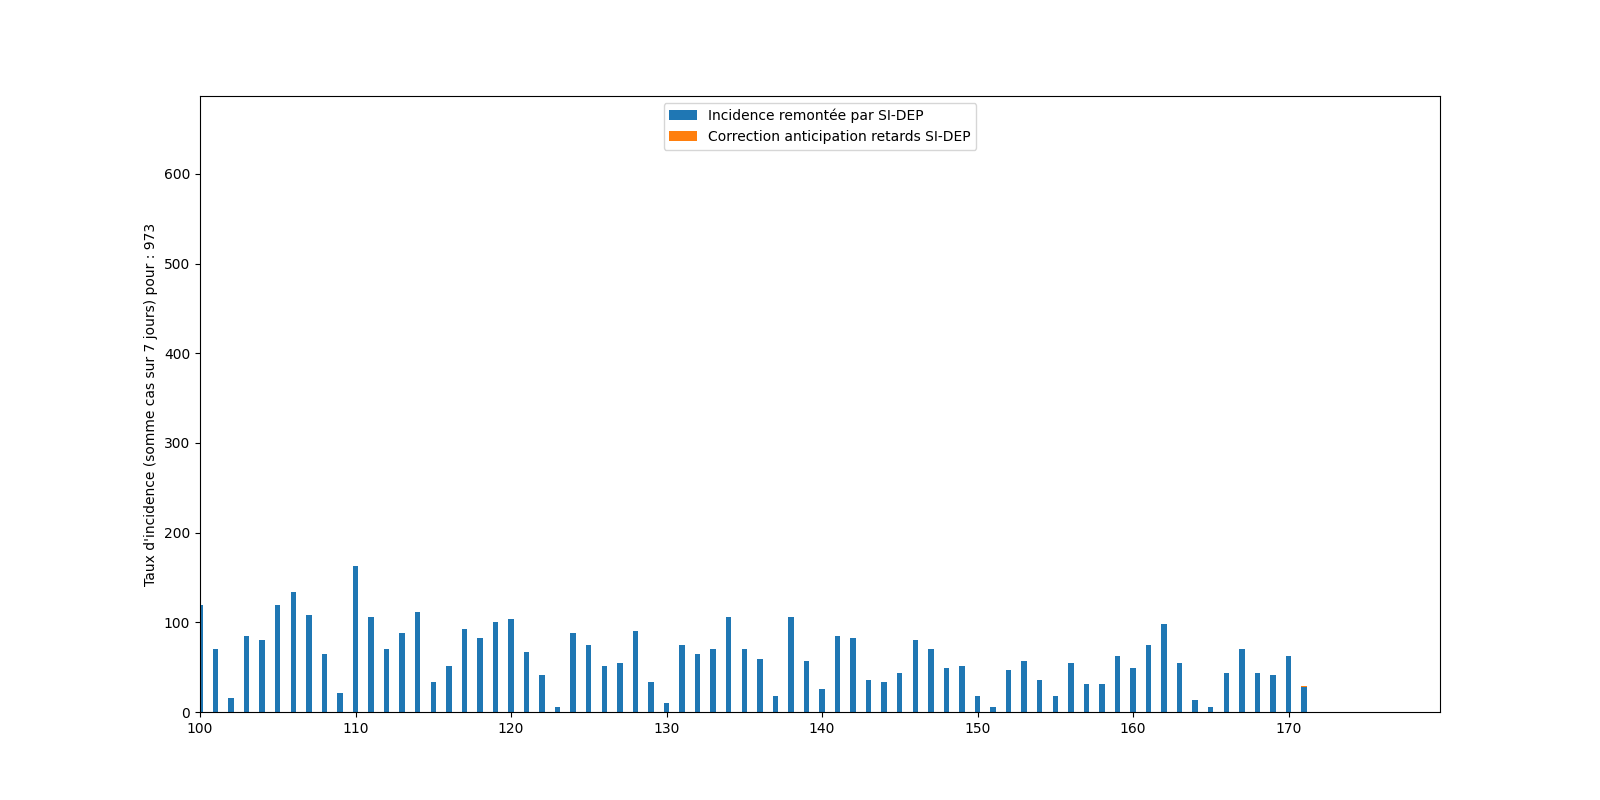 Incidence remontée par SI-DEP
Correction anticipation retards SI-DEP
Taux d'incidence (somme cas sur 7 jours) pour : 973
600
500
400
300
200
100
0
100 110 120 130 140 150 160 170